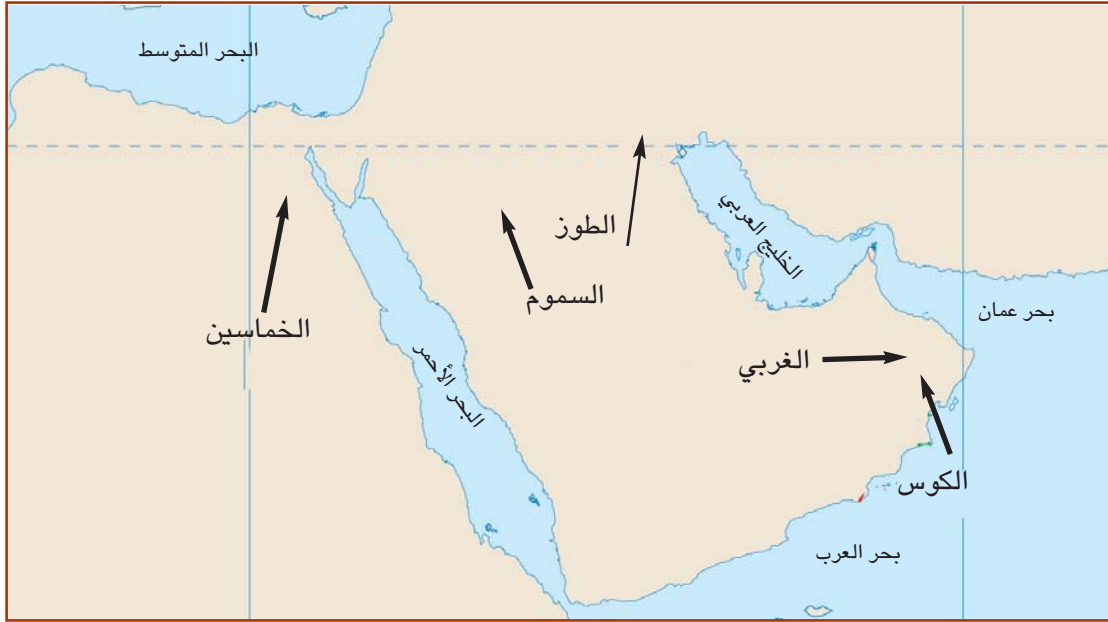 البحر المتوسط
الطوز
الخليج العربي
السموم
بحر عمان
الخماسين
الغربي
البحر الأحمر
الكوس
بحر العرب